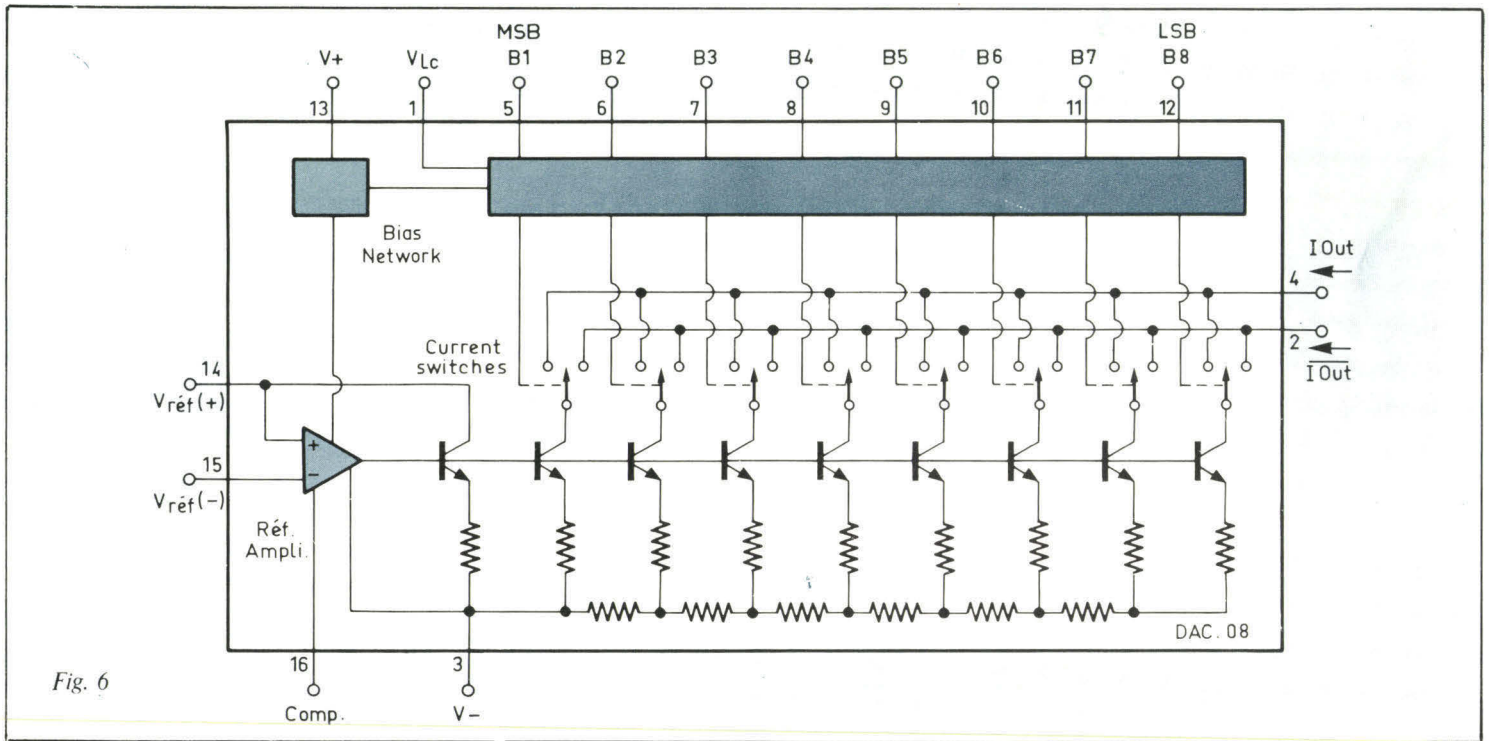 MSB LSB
V+ VLc B1 B2 B3 B4 B5 B6 B7 B8
13 1 5 6 7 8 9 10 11 12
Bias
Network
IOut
4
Current
switches
2
IOut
14
Vréf(+)
+
15
−
Vréf(−)
Réf.
Ampli.
DAC. 08
16 3
Fig. 6
Comp. V−